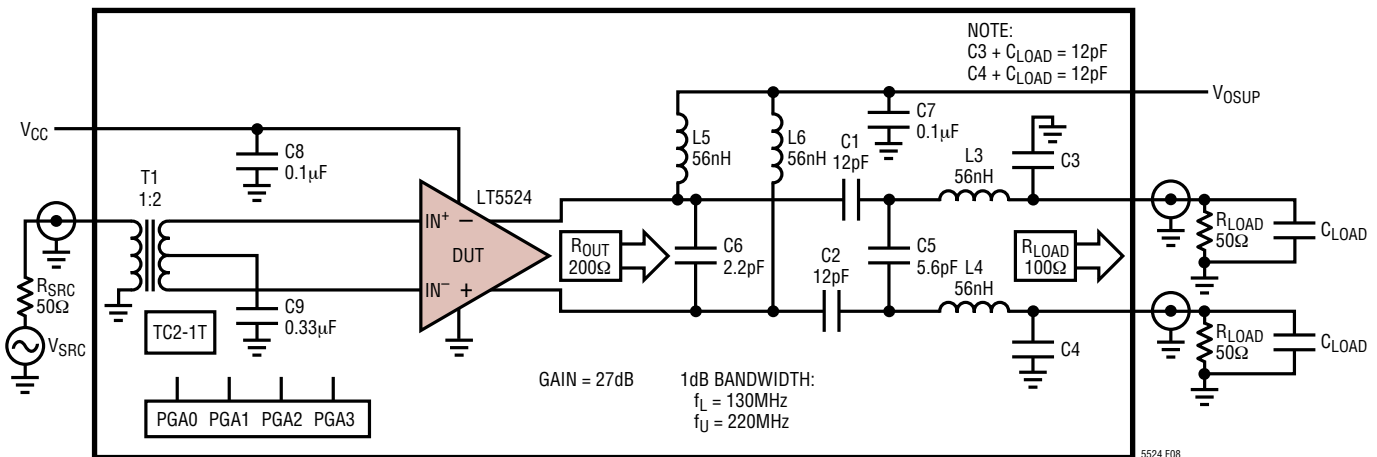 NOTE:
C3 + CLOAD = 12pF
C4 + CLOAD = 12pF
VOSUP
VCC
C8
0.1µF
L5
56nH
L6
56nH
C7
0.1µF
C1
12pF
L3
56nH
C3
T1
1:2
LT5524
IN+ –
DUT
IN– +
ROUT
200Ω
C6
2.2pF
C2
12pF
C5
5.6pF
L4
56nH
RLOAD
100Ω
RLOAD
50Ω
CLOAD
RSRC
50Ω
VSRC
C9
0.33µF
TC2-1T
C4
RLOAD
50Ω
CLOAD
PGA0 PGA1 PGA2 PGA3
GAIN = 27dB
1dB BANDWIDTH:
fL = 130MHz
fU = 220MHz
5524 F08